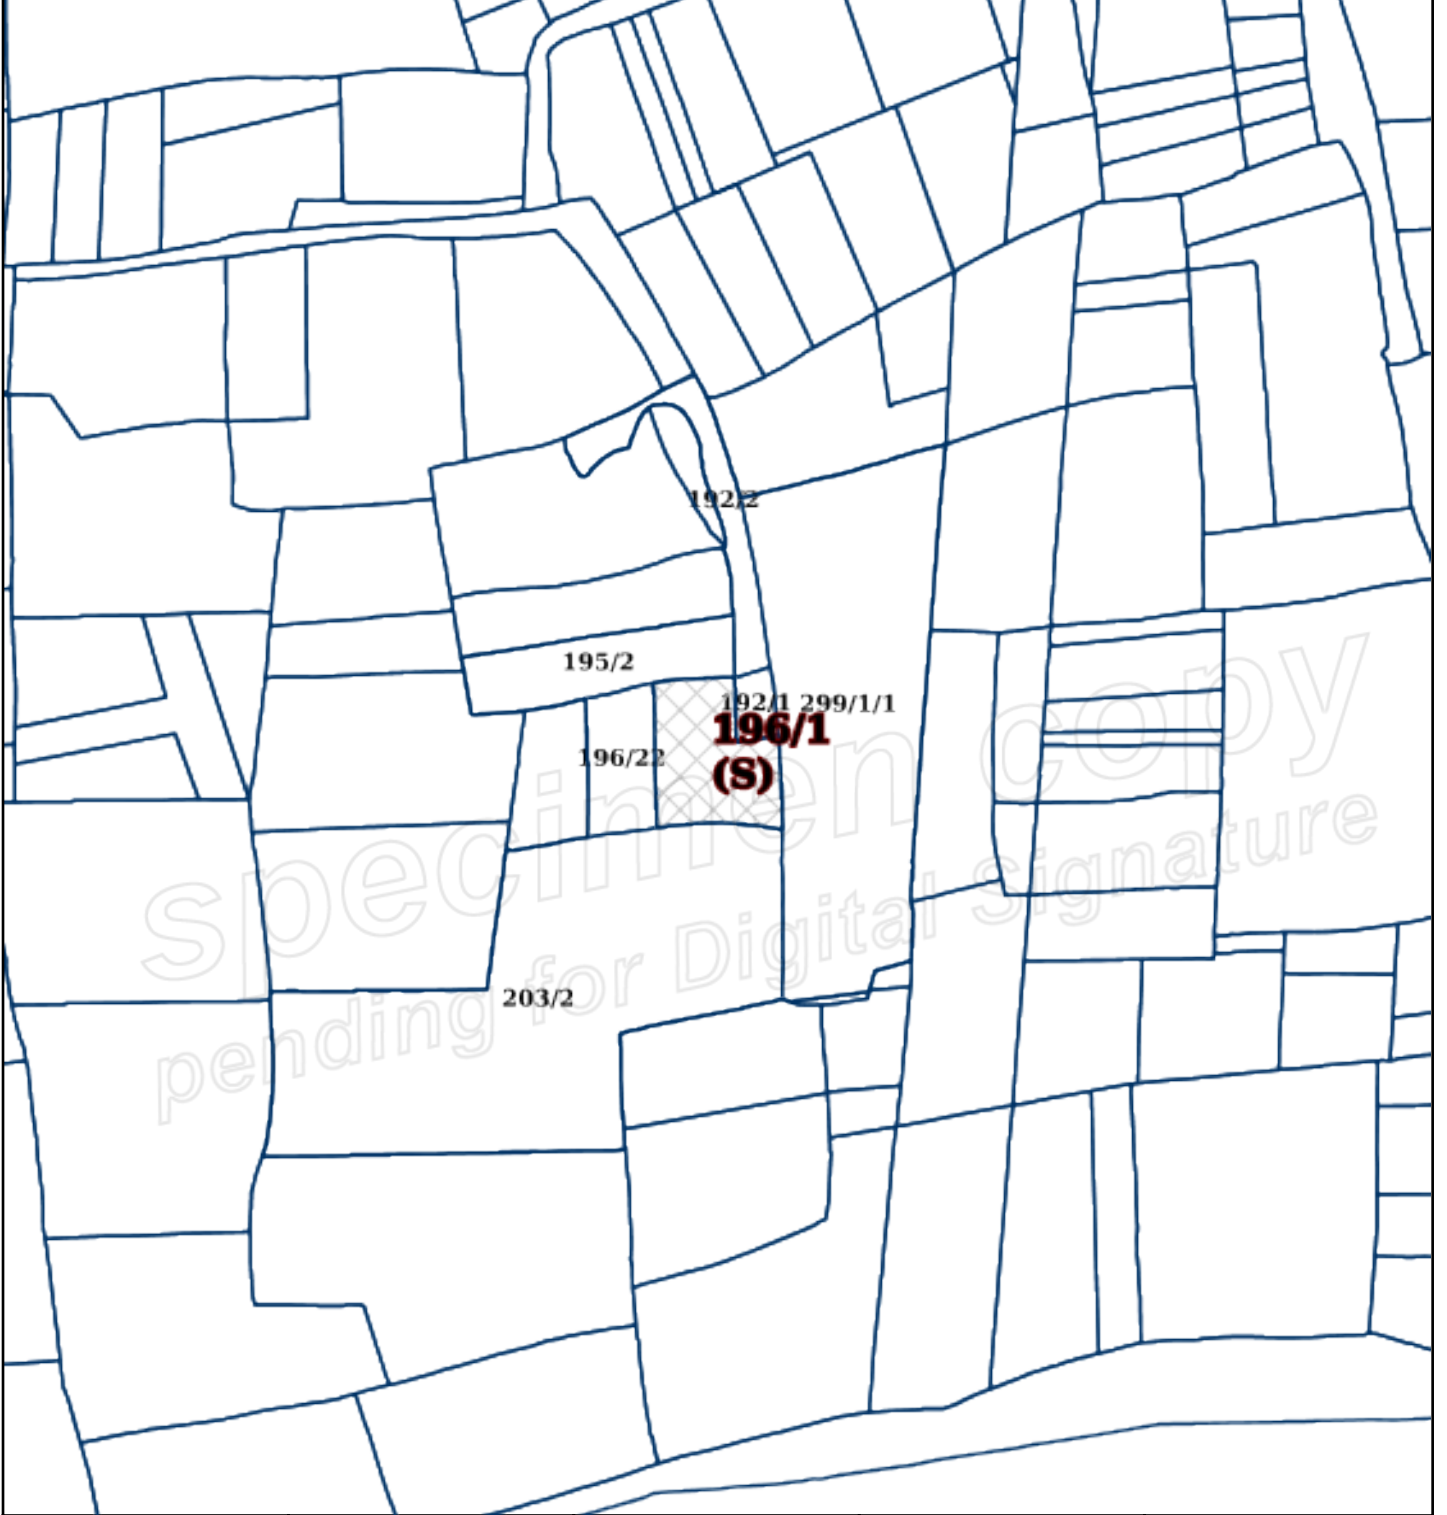 192/2
195/2
192/1 299/1/1
196/1
(S)
196/22
203/2
specimen copy
pending for Digital Signature